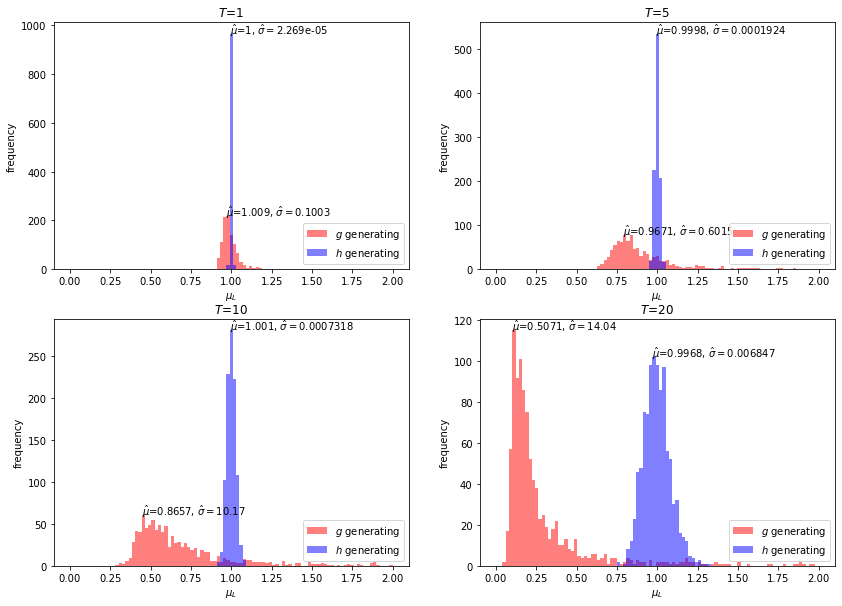 T=1
μ̂=1, σ̂ = 2.269e-05
1000
800
600
400
200
0
frequency
μ̂=1.009, σ̂ = 0.1003
g generating
h generating
0.00 0.25 0.50 0.75 1.00 1.25 1.50 1.75 2.00
μ_L
T=5
μ̂=0.9998, σ̂ = 0.0001924
500
400
300
200
100
0
frequency
μ̂=0.9671, σ̂ = 0.6015
g generating
h generating
0.00 0.25 0.50 0.75 1.00 1.25 1.50 1.75 2.00
μ_L
T=10
μ̂=1.001, σ̂ = 0.0007318
250
200
150
100
50
0
frequency
μ̂=0.8657, σ̂ = 10.17
g generating
h generating
0.00 0.25 0.50 0.75 1.00 1.25 1.50 1.75 2.00
μ_L
T=20
μ̂=0.5071, σ̂ = 14.04
μ̂=0.9968, σ̂ = 0.006847
120
100
80
60
40
20
0
frequency
g generating
h generating
0.00 0.25 0.50 0.75 1.00 1.25 1.50 1.75 2.00
μ_L